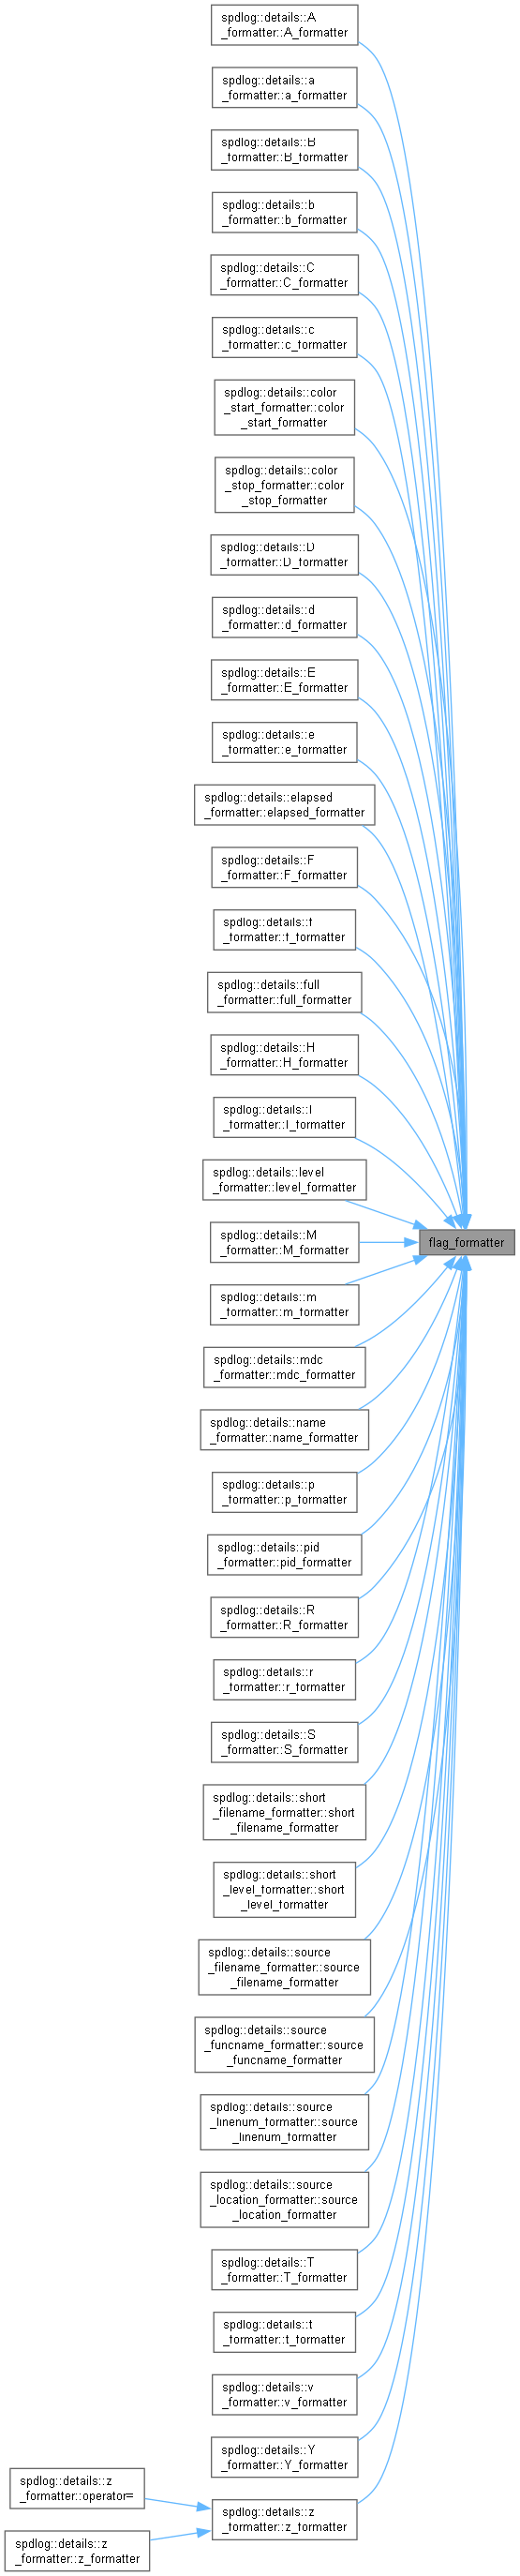 spdlog::details::A
_formatter::A_formatter
spdlog::details::a
_formatter::a_formatter
spdlog::details::B
_formatter::B_formatter
spdlog::details::b
_formatter::b_formatter
spdlog::details::C
_formatter::C_formatter
spdlog::details::c
_formatter::c_formatter
spdlog::details::color
_start_formatter::color
_start_formatter
spdlog::details::color
_stop_formatter::color
_stop_formatter
spdlog::details::D
_formatter::D_formatter
spdlog::details::d
_formatter::d_formatter
spdlog::details::E
_formatter::E_formatter
spdlog::details::e
_formatter::e_formatter
spdlog::details::elapsed
_formatter::elapsed_formatter
spdlog::details::F
_formatter::F_formatter
spdlog::details::f
_formatter::f_formatter
spdlog::details::full
_formatter::full_formatter
spdlog::details::H
_formatter::H_formatter
spdlog::details::I
_formatter::I_formatter
spdlog::details::level
_formatter::level_formatter
spdlog::details::M
_formatter::M_formatter
flag_formatter
spdlog::details::m
_formatter::m_formatter
spdlog::details::mdc
_formatter::mdc_formatter
spdlog::details::name
_formatter::name_formatter
spdlog::details::p
_formatter::p_formatter
spdlog::details::pid
_formatter::pid_formatter
spdlog::details::R
_formatter::R_formatter
spdlog::details::r
_formatter::r_formatter
spdlog::details::S
_formatter::S_formatter
spdlog::details::short
_filename_formatter::short
_filename_formatter
spdlog::details::short
_level_formatter::short
_level_formatter
spdlog::details::source
_filename_formatter::source
_filename_formatter
spdlog::details::source
_funcname_formatter::source
_funcname_formatter
spdlog::details::source
_linenum_formatter::source
_linenum_formatter
spdlog::details::source
_location_formatter::source
_location_formatter
spdlog::details::T
_formatter::T_formatter
spdlog::details::t
_formatter::t_formatter
spdlog::details::v
_formatter::v_formatter
spdlog::details::Y
_formatter::Y_formatter
spdlog::details::z
_formatter::operator=
spdlog::details::z
_formatter::z_formatter
spdlog::details::z
_formatter::z_formatter